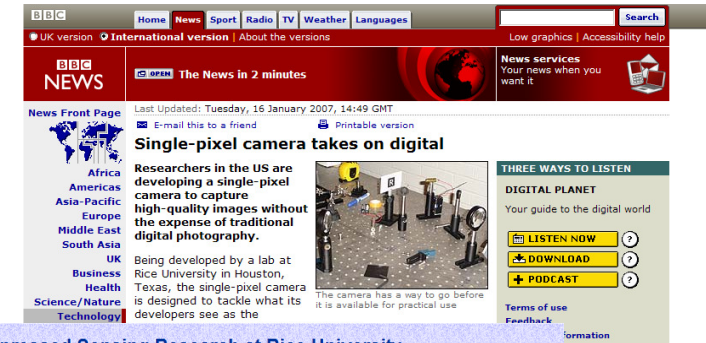 BBC
Home News Sport Radio TV Weather Languages
Search
UK version International version | About the versions
Low graphics | Accessibility help
BBC
NEWS
OPEN The News in 2 minutes
News services
Your news when you
want it
News Front Page
Africa
Americas
Asia-Pacific
Europe
Middle East
South Asia
UK
Business
Health
Science/Nature
Technology
Last Updated: Tuesday, 16 January 2007, 14:49 GMT
E-mail this to a friend
Printable version
Single-pixel camera takes on digital
Researchers in the US are
developing a single-pixel
camera to capture
high-quality images without
the expense of traditional
digital photography.
Being developed by a lab at
Rice University in Houston,
Texas, the single-pixel camera
is designed to tackle what its
developers see as the
R
The camera has a way to go before
it is available for practical use
THREE WAYS TO LISTEN
DIGITAL PLANET
Your guide to the digital world
LISTEN NOW ?
DOWNLOAD ?
PODCAST ?
Terms of use
Feedback
formation
pressed Sensing Research at Rice University